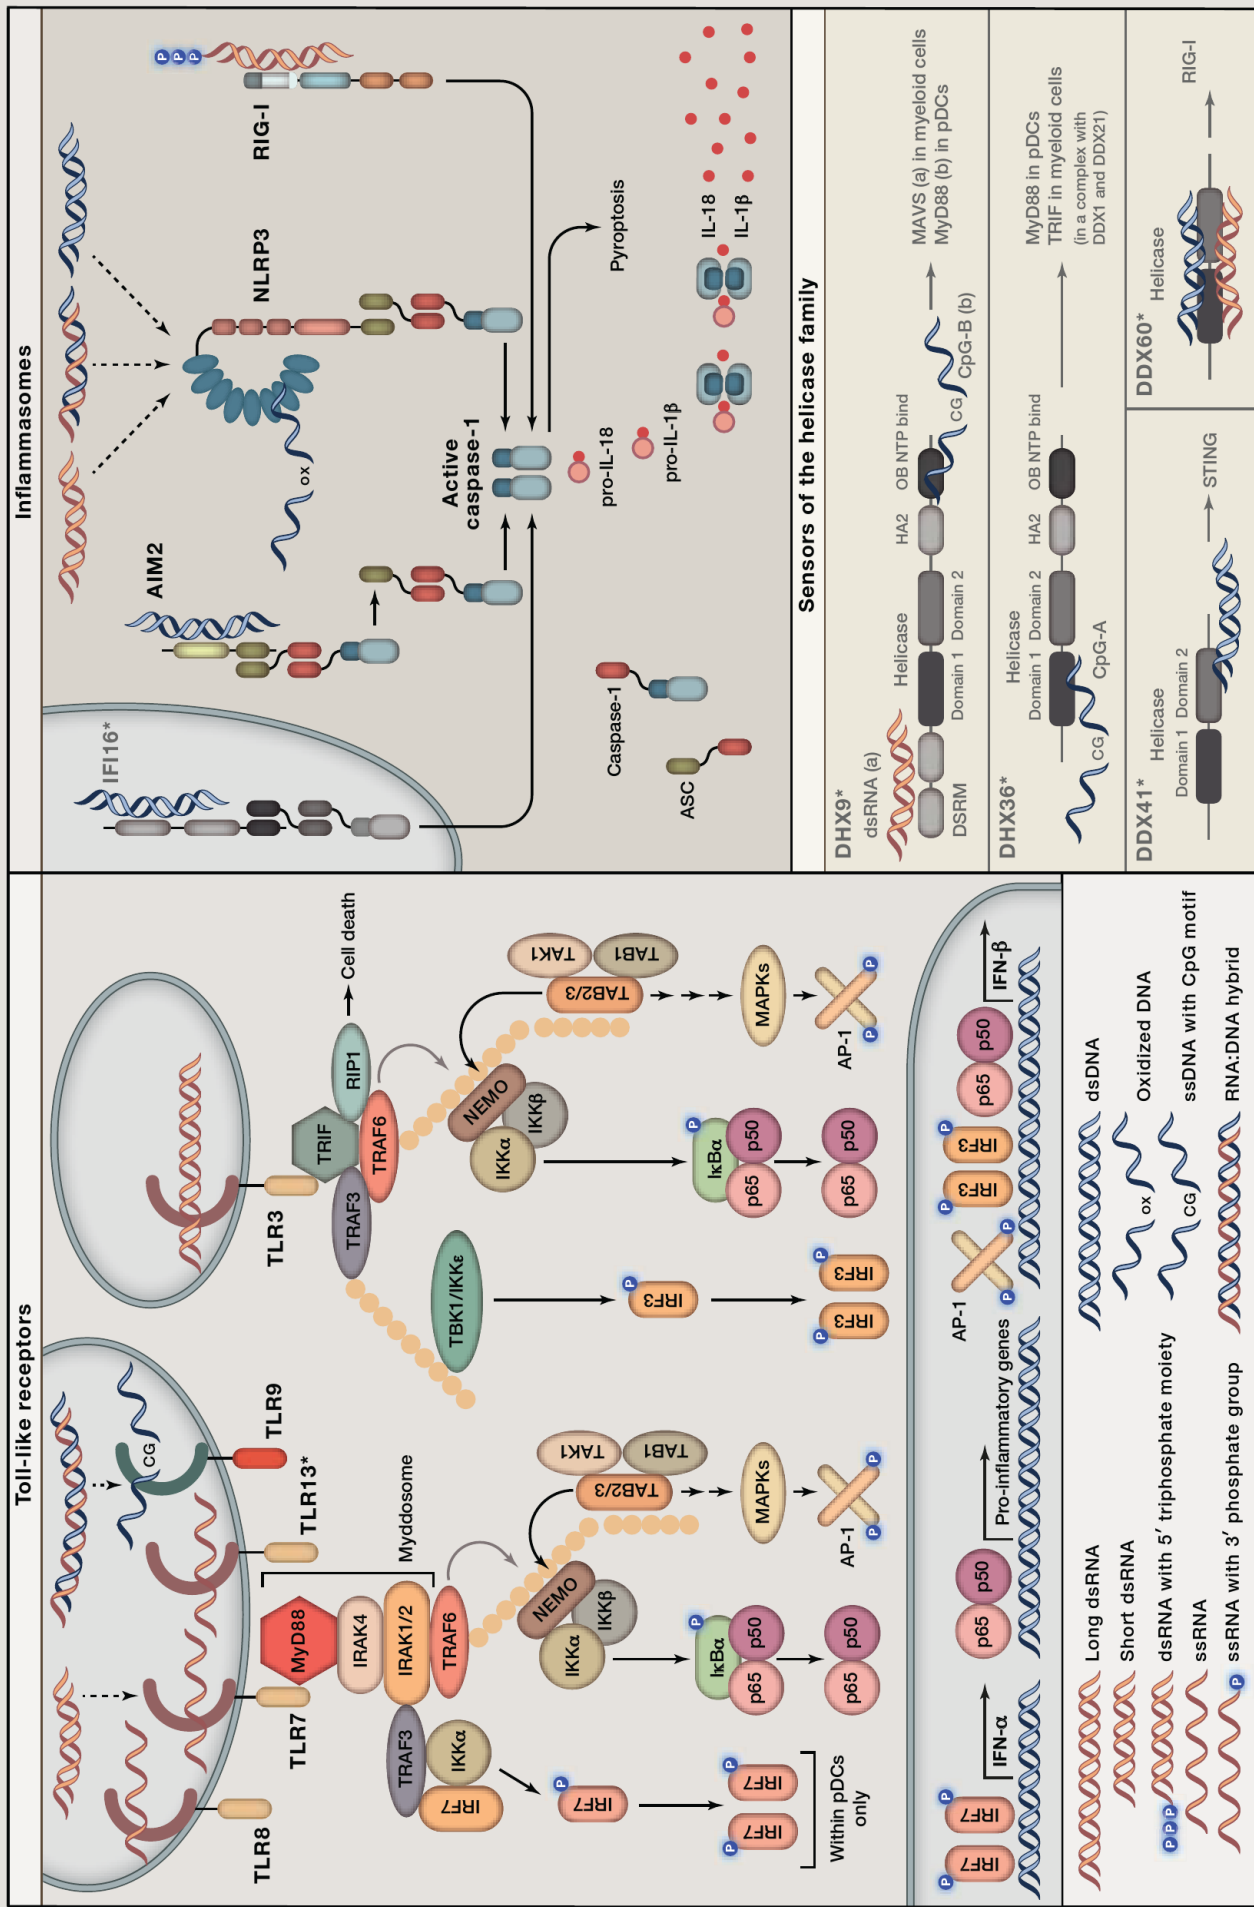 Toll-like receptors
TLR8
TLR7
TLR13*
TLR9
CG
MyD88
IRAK4
IRAK1/2
TRAF6
Myddosome
TRAF3
IKKα
IRF7
P
IRF7
P
P
IRF7
IRF7
Within pDCs
only
NEMO
IKKα
IKKβ
P
IκBα
p65
p50
p65
p50
TAK1
TAB1
TAB2/3
MAPKs
AP-1
P
P
TLR3
TRIF
RIP1
Cell death
TRAF3
TRAF6
TBK1/IKKε
P
IRF3
P
P
IRF3
IRF3
NEMO
IKKα
IKKβ
P
IκBα
p65
p50
p65
p50
TAK1
TAB1
TAB2/3
MAPKs
AP-1
P
P
P
P
IRF7
IRF7
IFN-α
p65
p50
Pro-inflammatory genes
AP-1
P
P
P
P
IRF3
IRF3
p65
p50
IFN-β
Long dsRNA
Short dsRNA
P P P
dsRNA with 5′ triphosphate moiety
ssRNA
P
ssRNA with 3′ phosphate group
dsDNA
ox
Oxidized DNA
CG
ssDNA with CpG motif
RNA:DNA hybrid
Inflammasomes
IFI16*
AIM2
NLRP3
ox
RIG-I
P P P
Active
caspase-1
Caspase-1
ASC
pro-IL-18
pro-IL-1β
Pyroptosis
IL-18
IL-1β
Sensors of the helicase family
DHX9*
dsRNA (a)
DSRM
Helicase
Domain 1
Domain 2
HA2
OB NTP bind
CG
CpG-B (b)
MAVS (a) in myeloid cells
MyD88 (b) in pDCs
DHX36*
Helicase
Domain 1
Domain 2
HA2
OB NTP bind
CG
CpG-A
MyD88 in pDCs
TRIF in myeloid cells
(in a complex with
DDX1 and DDX21)
DDX41*
Helicase
Domain 1
Domain 2
STING
DDX60*
Helicase
RIG-I